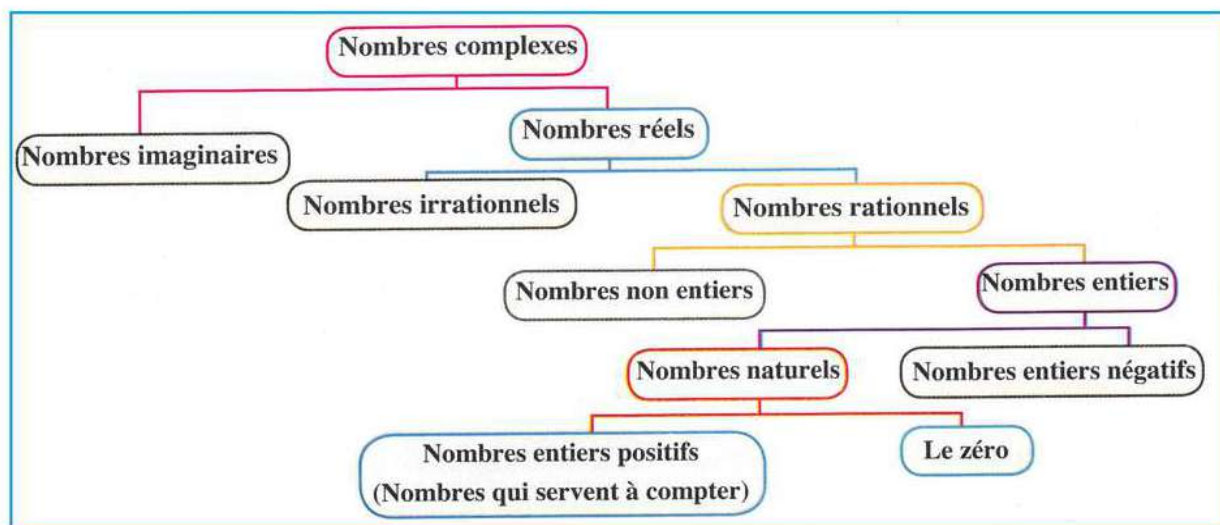 Nombres complexes
Nombres imaginaires
Nombres réels
Nombres irrationnels
Nombres rationnels
Nombres non entiers
Nombres entiers
Nombres naturels
Nombres entiers négatifs
Nombres entiers positifs
(Nombres qui servent à compter)
Le zéro